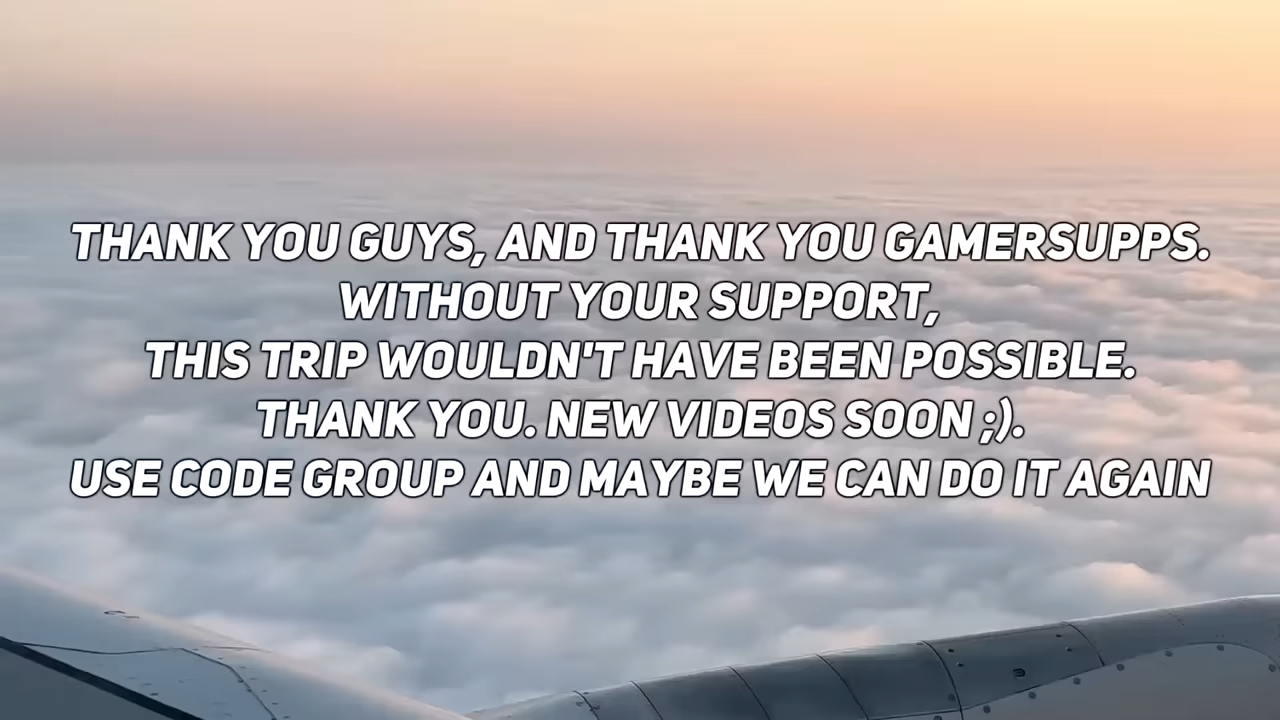 THANK YOU GUYS, AND THANK YOU GAMERSUPPS.
WITHOUT YOUR SUPPORT,
THIS TRIP WOULDN'T HAVE BEEN POSSIBLE.
THANK YOU. NEW VIDEOS SOON ;).
USE CODE GROUP AND MAYBE WE CAN DO IT AGAIN